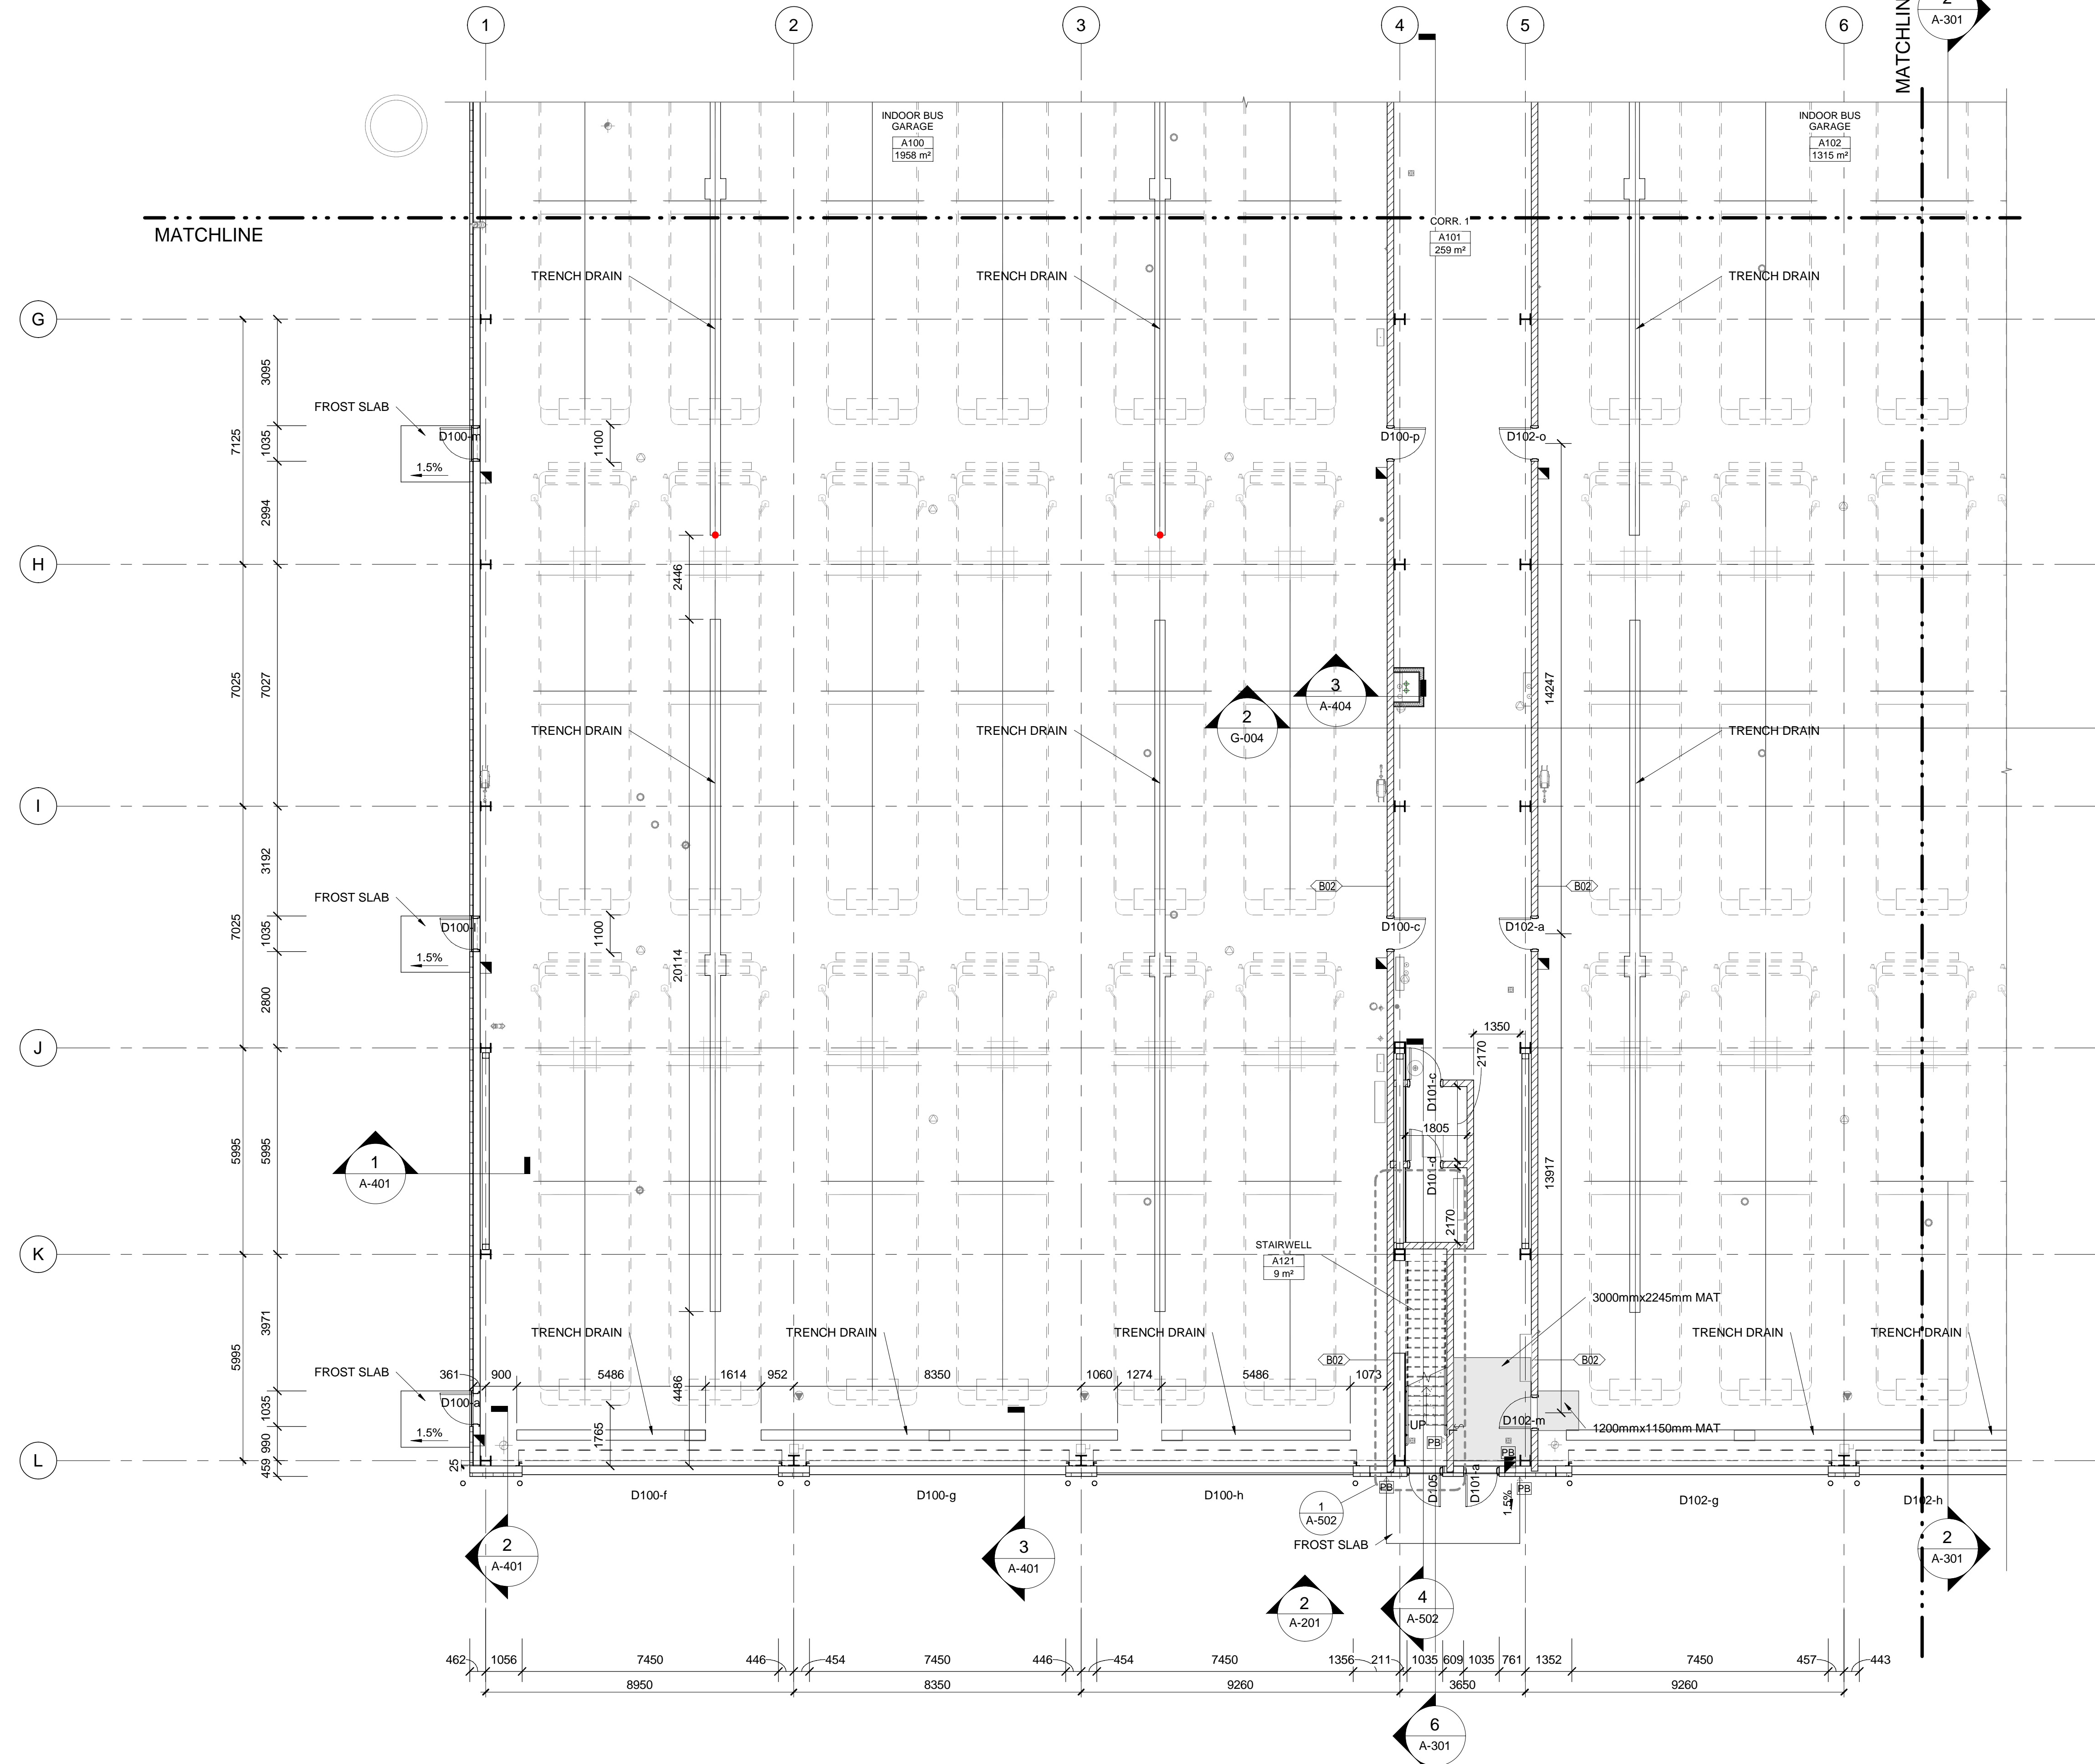 1
2
3
4
5
6
MATCHLIN
2
A-301
INDOOR BUS
GARAGE
A100
1958 m²
INDOOR BUS
GARAGE
A102
1315 m²
MATCHLINE
CORR. 1
A101
259 m²
TRENCH DRAIN
TRENCH DRAIN
TRENCH DRAIN
G
3095
FROST SLAB
D100-m
1.5%
7125
1035
1100
D100-p
D102-o
2994
H
2446
7025
7027
3
A-404
2
G-004
14247
TRENCH DRAIN
TRENCH DRAIN
TRENCH DRAIN
I
3192
B02
B02
FROST SLAB
D100-l
1.5%
7025
1035
1100
D100-c
D102-a
20114
2800
J
1350
2170
D101-c
1805
D101-d
2170
13917
5995
5995
1
A-401
K
STAIRWELL
A121
9 m²
3000mmx2245mm MAT
3971
5995
TRENCH DRAIN
TRENCH DRAIN
TRENCH DRAIN
TRENCH DRAIN
TRENCH DRAIN
B02
B02
FROST SLAB
361
900
5486
1614
952
8350
1060
1274
5486
1073
4486
D100-a
1035
1.5%
1765
UP
D102-m
1200mmx1150mm MAT
990
PB
PB
L
459
25
D100-f
D100-g
D100-h
PB
D105
D101-a
1.5%
PB
D102-g
D102-h
1
A-502
FROST SLAB
2
A-401
3
A-401
2
A-301
2
A-201
4
A-502
462
1056
7450
446
454
7450
446
454
7450
1356
211
1035
609
1035
761
1352
7450
457
443
8950
8350
9260
3650
9260
6
A-301